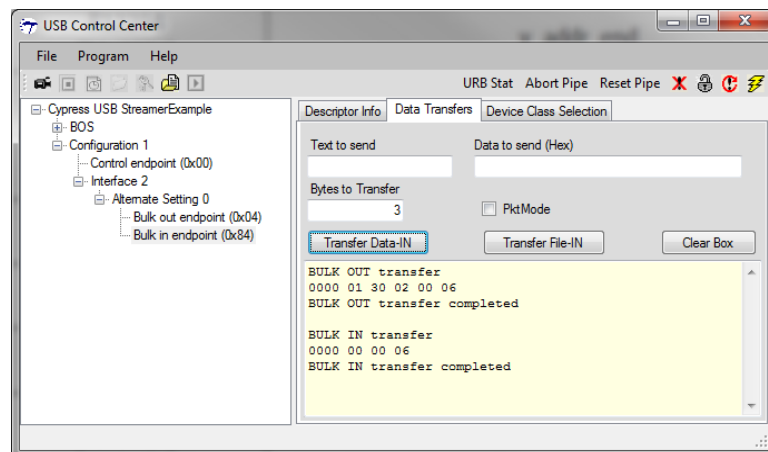 USB Control Center
File Program Help
URB Stat Abort Pipe Reset Pipe
Cypress USB StreamerExample
BOS
Configuration 1
Control endpoint (0x00)
Interface 2
Alternate Setting 0
Bulk out endpoint (0x04)
Bulk in endpoint (0x84)
Descriptor Info Data Transfers Device Class Selection
Text to send Data to send (Hex)
Bytes to Transfer
3 PktMode
Transfer Data-IN Transfer File-IN Clear Box
BULK OUT transfer
0000 01 30 02 00 06
BULK OUT transfer completed
BULK IN transfer
0000 00 00 06
BULK IN transfer completed